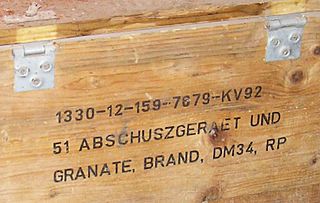 1330-12-159-7679-KV92
51 ABSCHUSZGERAET UND
GRANATE, BRAND, DM34, RP